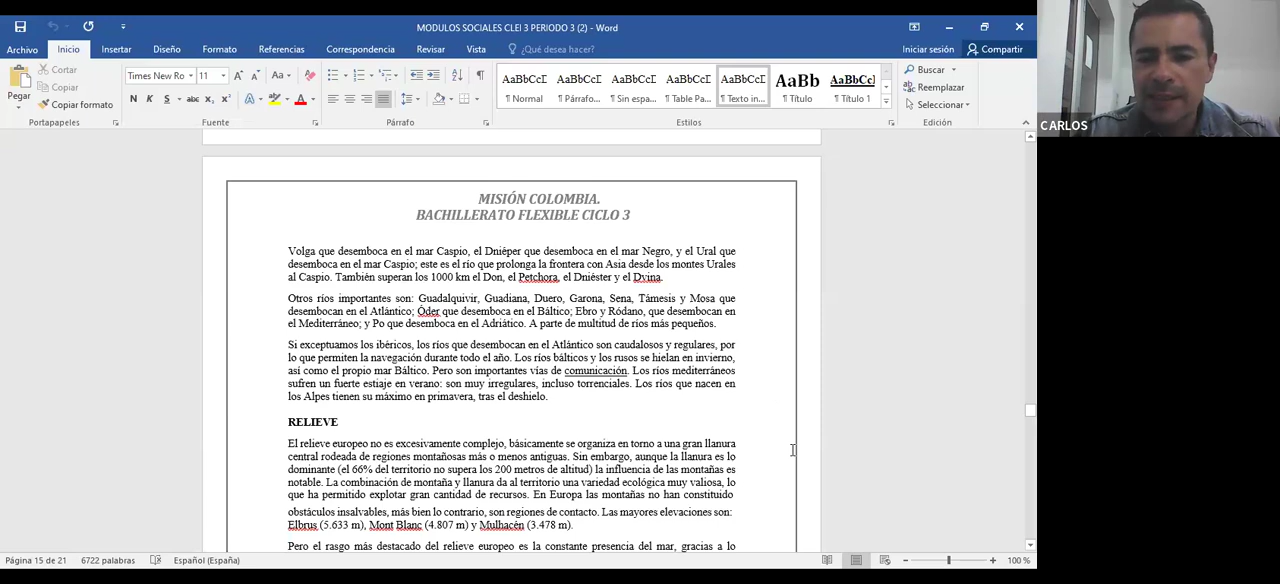 MODULOS SOCIALES CLEI 3 PERIODO 3 (2) - Word
Archivo Inicio Insertar Diseño Formato Referencias Correspondencia Revisar Vista ¿Qué desea hacer? Iniciar sesión Compartir
Pegar
Cortar
Copiar
Copiar formato
Portapapeles
Times New Ro 11
N K S abc x₂ x²
Fuente
Párrafo
AaBbCcI AaBbCcI AaBbCcI AaBbCcI AaBbCcI AaBb AaBbCcI
¶ Normal ¶ Párrafo... ¶ Sin espa... ¶ Table Pa... ¶ Texto in... ¶ Título ¶ Título 1
Estilos
Buscar
Reemplazar
Seleccionar
Edición
CARLOS
MISIÓN COLOMBIA.
BACHILLERATO FLEXIBLE CICLO 3
Volga que desemboca en el mar Caspio, el Dniéper que desemboca en el mar Negro, y el Ural que
desemboca en el mar Caspio; este es el río que prolonga la frontera con Asia desde los montes Urales
al Caspio. También superan los 1000 km el Don, el Petchora, el Dniéster y el Dvina.
Otros ríos importantes son: Guadalquivir, Guadiana, Duero, Garona, Sena, Támesis y Mosa que
desembocan en el Atlántico; Óder que desemboca en el Báltico; Ebro y Ródano, que desembocan en
el Mediterráneo; y Po que desemboca en el Adriático. A parte de multitud de ríos más pequeños.
Si exceptuamos los ibéricos, los ríos que desembocan en el Atlántico son caudalosos y regulares, por
lo que permiten la navegación durante todo el año. Los ríos bálticos y los rusos se hielan en invierno,
así como el propio mar Báltico. Pero son importantes vías de comunicación. Los ríos mediterráneos
sufren un fuerte estiaje en verano: son muy irregulares, incluso torrenciales. Los ríos que nacen en
los Alpes tienen su máximo en primavera, tras el deshielo.
RELIEVE
El relieve europeo no es excesivamente complejo, básicamente se organiza en torno a una gran llanura
central rodeada de regiones montañosas más o menos antiguas. Sin embargo, aunque la llanura es lo
dominante (el 66% del territorio no supera los 200 metros de altitud) la influencia de las montañas es
notable. La combinación de montaña y llanura da al territorio una variedad ecológica muy valiosa, lo
que ha permitido explotar gran cantidad de recursos. En Europa las montañas no han constituido
obstáculos insalvables, más bien lo contrario, son regiones de contacto. Las mayores elevaciones son:
Elbrus (5.633 m), Mont Blanc (4.807 m) y Mulhacén (3.478 m).
Pero el rasgo más destacado del relieve europeo es la constante presencia del mar, gracias a lo
Página 15 de 21 6722 palabras Español (España) 100 %